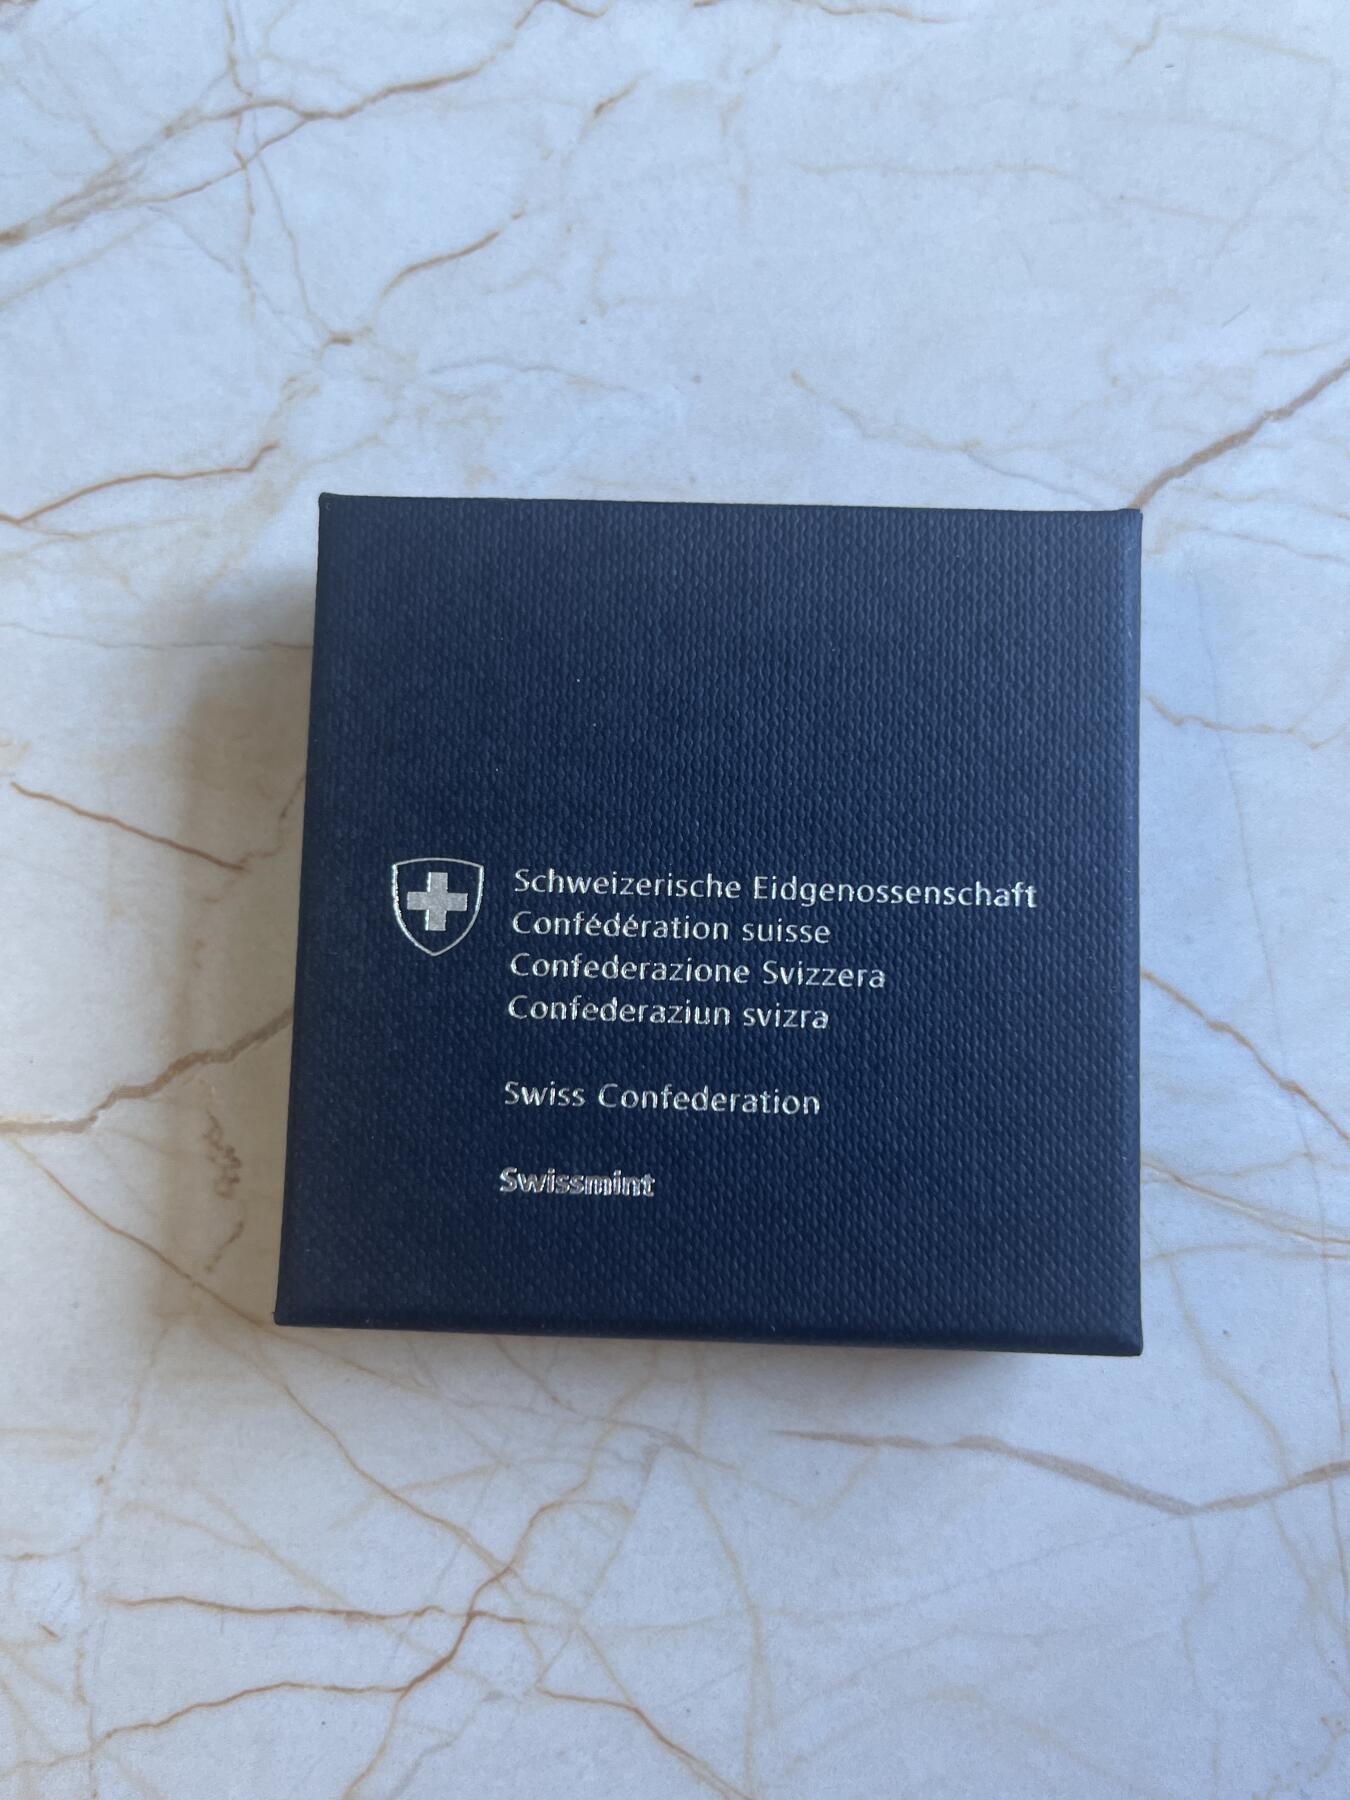 Schweizerische Eidgenossenschaft
Confédération suisse
Confederazione Svizzera
Confederaziun svizra
Swiss Confederation
Swissmint